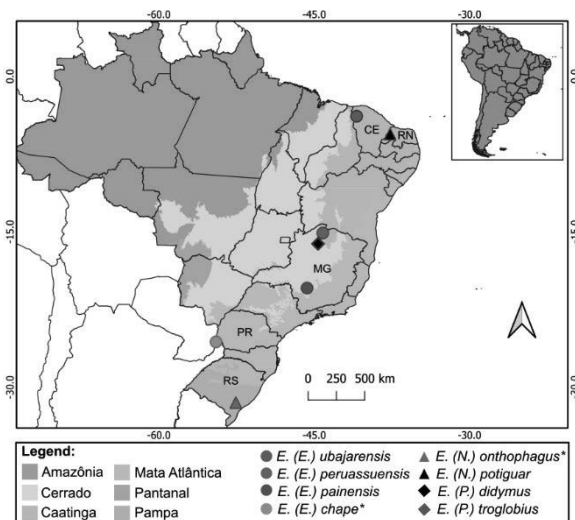 -60.0 -45.0 -30.0
0.0 0.0
CE RN
-15.0 -15.0
MG
PR
RS
0 250 500 km
-30.0 -30.0
-60.0 -45.0 -30.0
Legend:
Amazônia Mata Atlântica
Cerrado Pantanal
Caatinga Pampa
E. (E.) ubajarensis E. (N.) onthophagus*
E. (E.) peruassuensis E. (N.) potiguar
E. (E.) painensis E. (P.) didymus
E. (E.) chape* E. (P.) troglobius